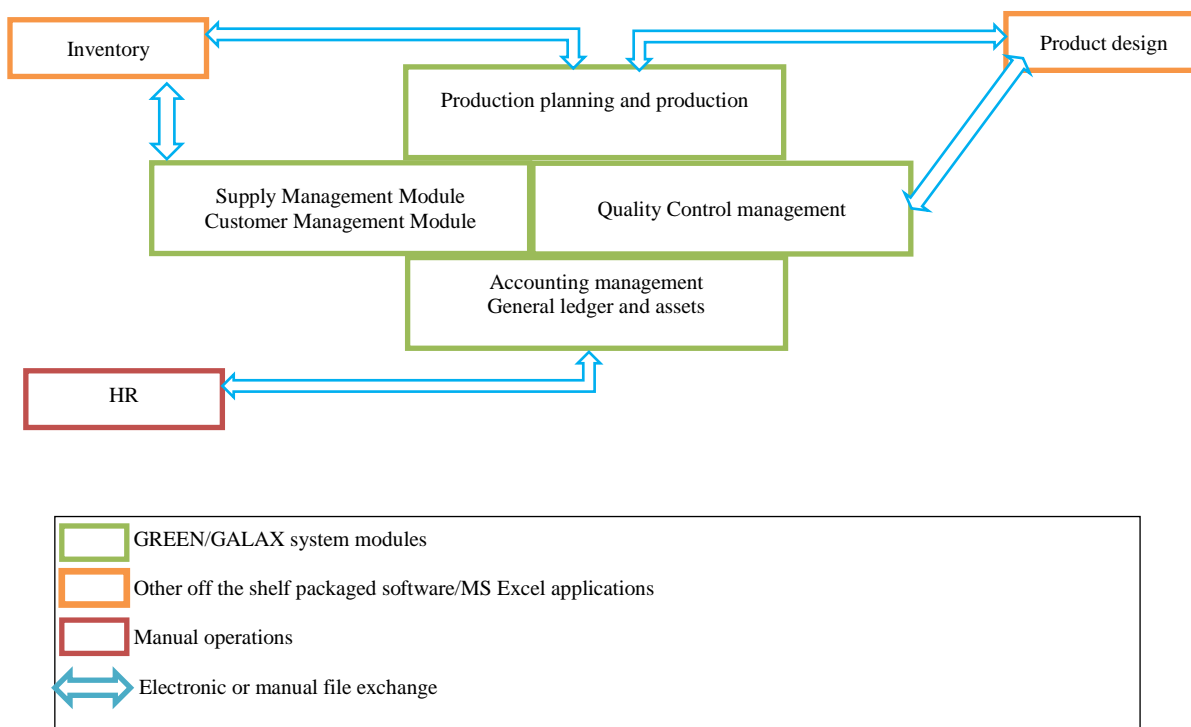 Inventory
Product design
Production planning and production
Supply Management Module
Customer Management Module
Quality Control management
Accounting management
General ledger and assets
HR
GREEN/GALAX system modules
Other off the shelf packaged software/MS Excel applications
Manual operations
Electronic or manual file exchange